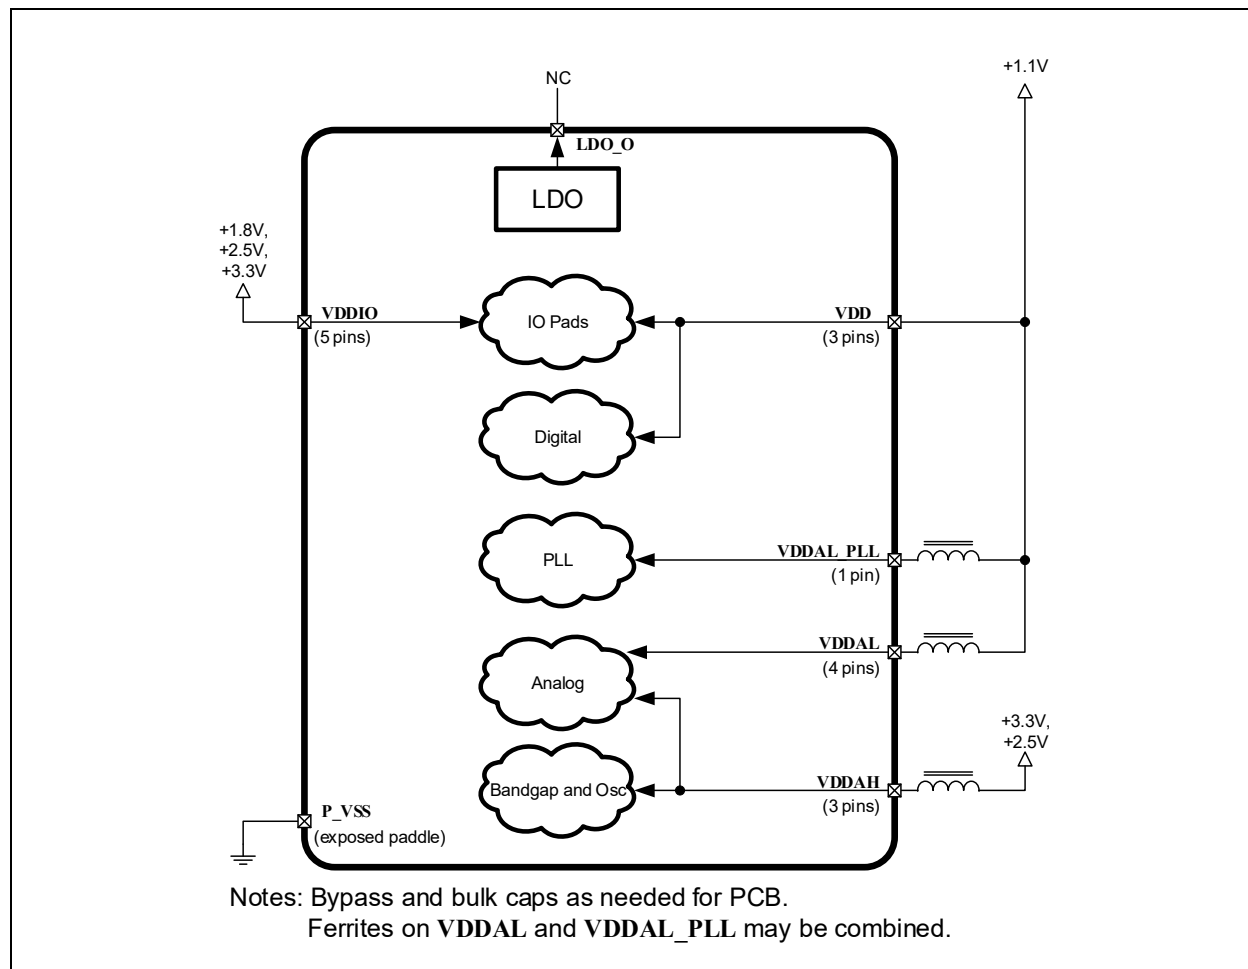 NC
+1.1V
LDO_O
LDO
+1.8V,
+2.5V,
+3.3V
VDDIO
(5 pins)
IO Pads
VDD
(3 pins)
Digital
PLL
VDDAL_PLL
(1 pin)
VDDAL
(4 pins)
Analog
+3.3V,
+2.5V
Bandgap and Osc
VDDAH
(3 pins)
P_VSS
(exposed paddle)
Notes: Bypass and bulk caps as needed for PCB.
Ferrites on VDDAL and VDDAL_PLL may be combined.